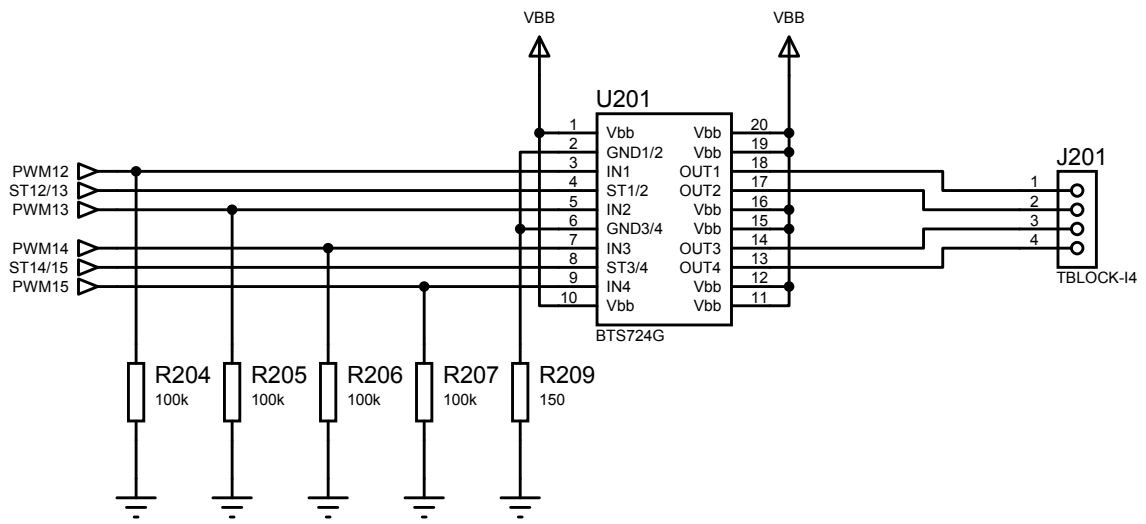 VBB VBB
U201
1 Vbb Vbb 20
2 GND1/2 Vbb 19
PWM12 3 IN1 OUT1 18
ST12/13 4 ST1/2 OUT2 17
PWM13 5 IN2 Vbb 16
6 GND3/4 Vbb 15
PWM14 7 IN3 OUT3 14
ST14/15 8 ST3/4 OUT4 13
PWM15 9 IN4 Vbb 12
10 Vbb Vbb 11
BTS724G
J201
1
2
3
4
TBLOCK-I4
R204 R205 R206 R207 R209
100k 100k 100k 100k 150